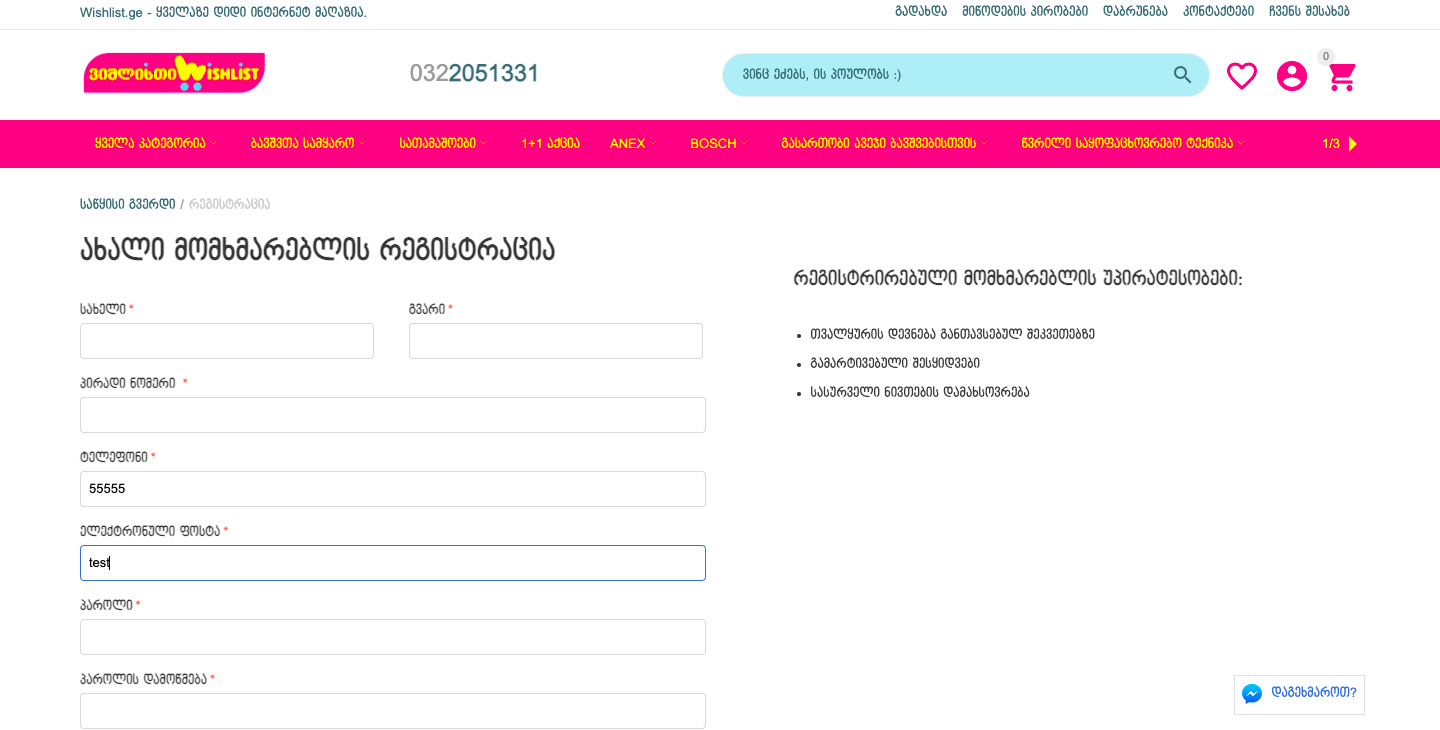 Wishlist.ge - ყველაზე დიდი ინტერნეტ მაღაზია.
გადახდა მიწოდების პირობები დაბრუნება კონტაქტები ჩვენს შესახებ
ვიშლისთი WISHLIST
0322051331
ვინც ეძებს, ის პოულობს :)
0
ყველა კატეგორია ბავშვთა სამყარო სათამაშოები 1+1 აქცია ANEX BOSCH გასართობი ავეჯი ბავშვებისთვის წვრილი საყოფაცხოვრებო ტექნიკა 1/3
საწყისი გვერდი / რეგისტრაცია
ახალი მომხმარებლის რეგისტრაცია
სახელი * გვარი *
პირადი ნომერი *
ტელეფონი *
55555
ელექტრონული ფოსტა *
test
პაროლი *
პაროლის დამოწმება *
რეგისტრირებული მომხმარებლის უპირატესობები:
• თვალყურის დევნება განთავსებულ შეკვეთებზე
• გამარტივებული შესყიდვები
• სასურველი ნივთების დამახსოვრება
დაგეხმაროთ?